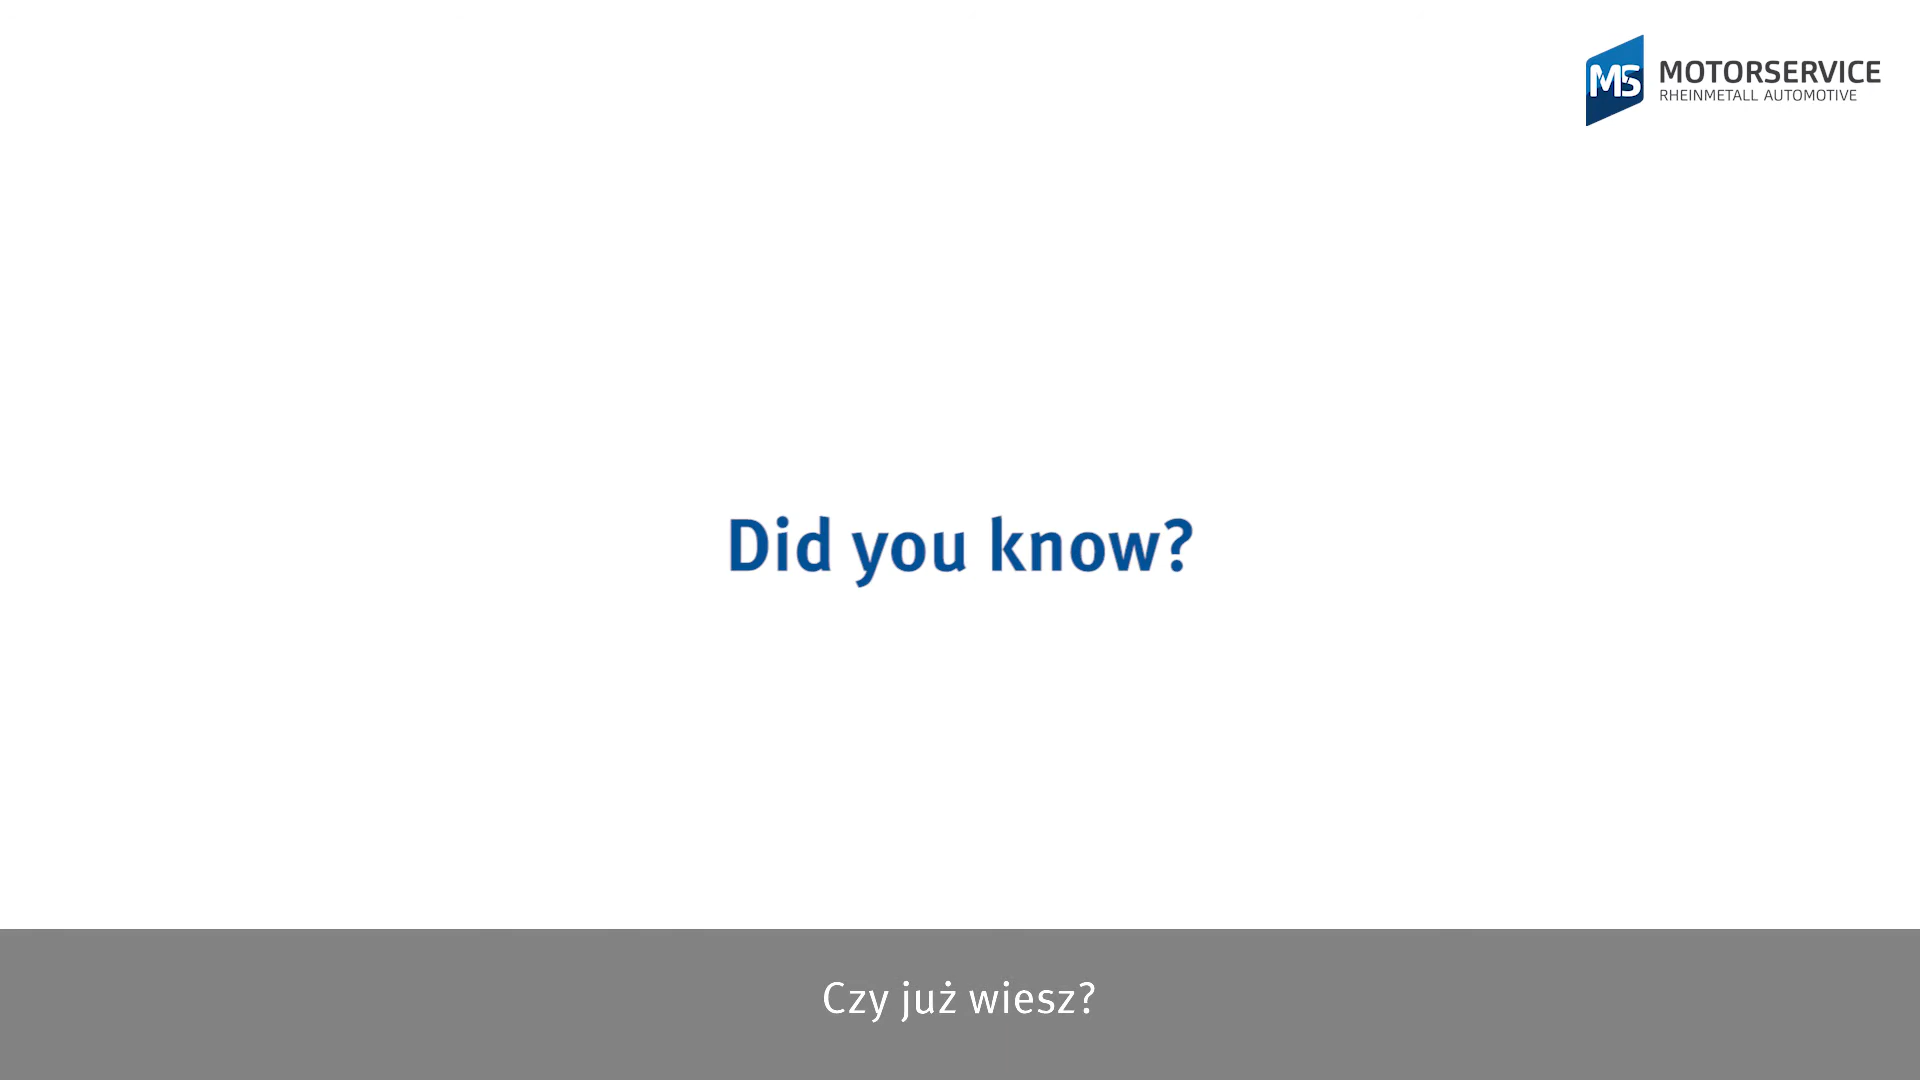 MS MOTORSERVICE
RHEINMETALL AUTOMOTIVE
Did you know?
Czy już wiesz?